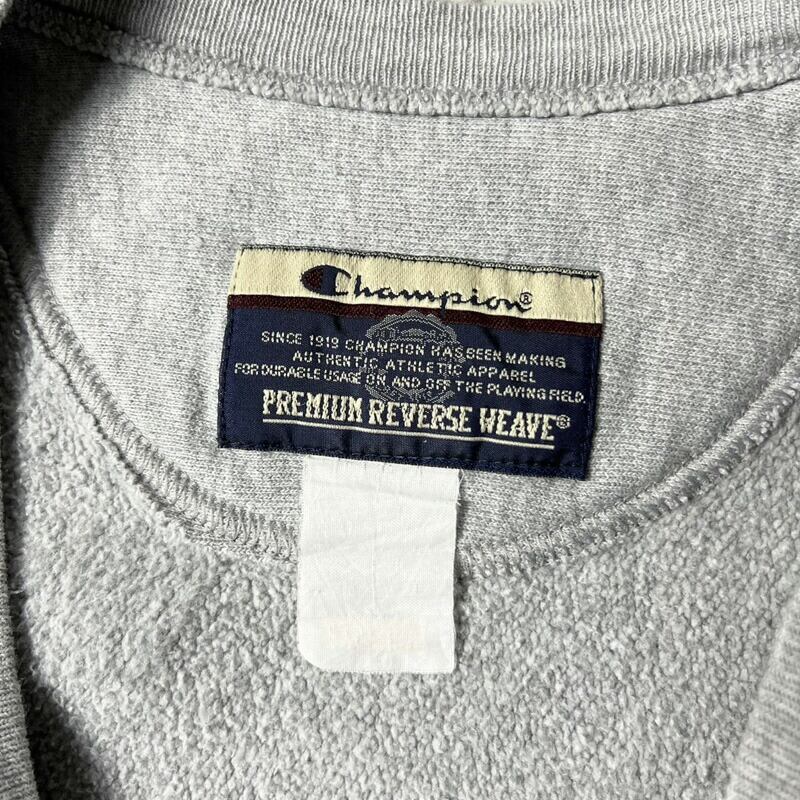 Champion®
SINCE 1919 CHAMPION HAS BEEN MAKING
AUTHENTIC ATHLETIC APPAREL
FOR DURABLE USAGE ON AND OFF THE PLAYING FIELD.
PREMIUM REVERSE WEAVE®